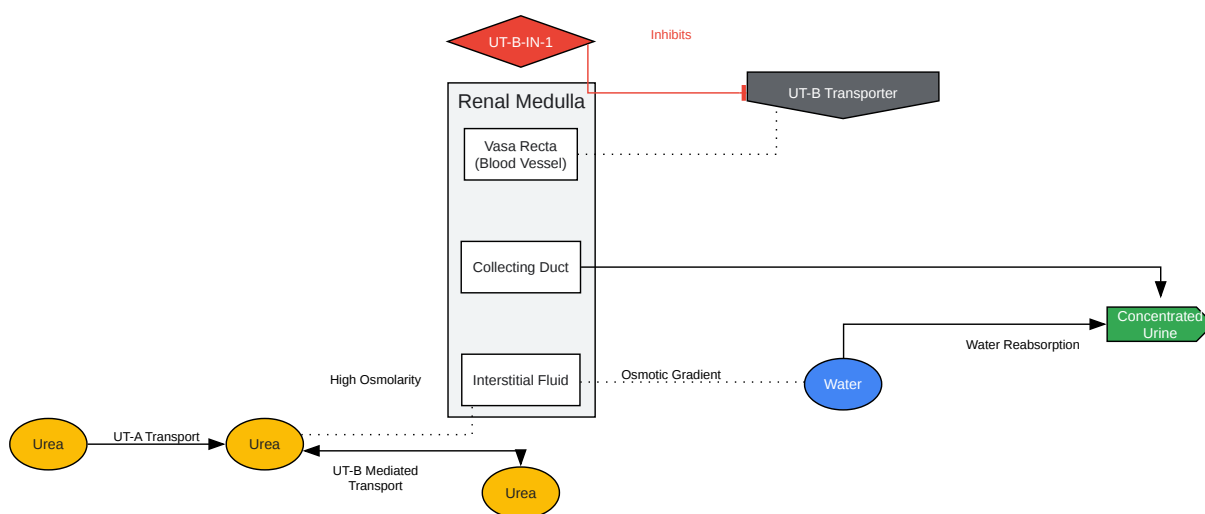 UT-B-IN-1
Inhibits
UT-B Transporter
Renal Medulla
Vasa Recta
(Blood Vessel)
Collecting Duct
Concentrated
Urine
Water Reabsorption
High Osmolarity
Interstitial Fluid
Osmotic Gradient
Water
Urea
UT-A Transport
Urea
UT-B Mediated
Transport
Urea